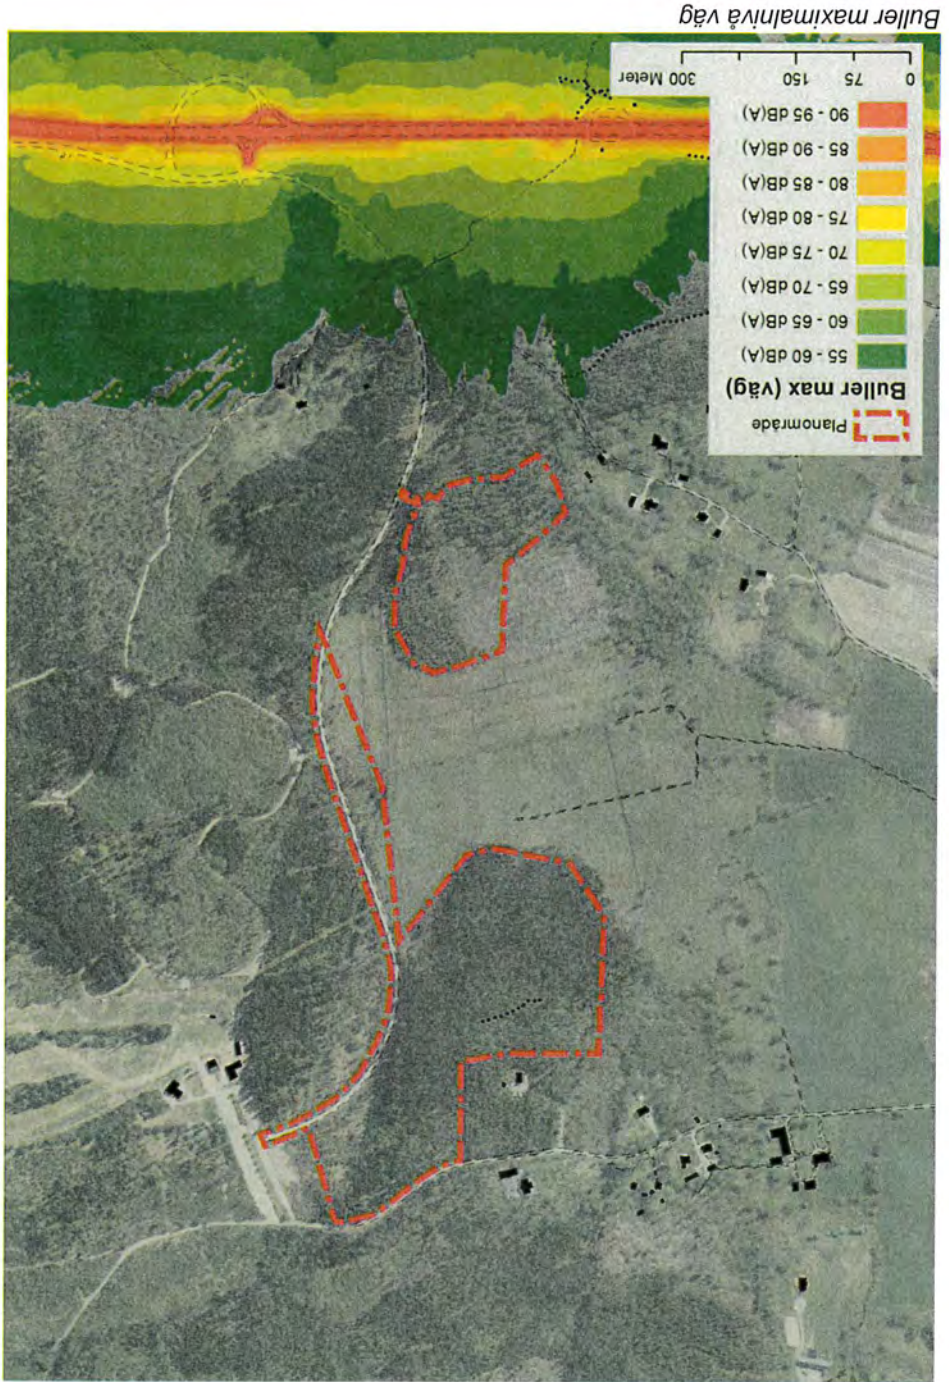 Planområde
Buller max (väg)
55 - 60 dB(A)
60 - 65 dB(A)
65 - 70 dB(A)
70 - 75 dB(A)
75 - 80 dB(A)
80 - 85 dB(A)
85 - 90 dB(A)
90 - 95 dB(A)
0 75 150 300 Meter
Buller maximalnivå väg